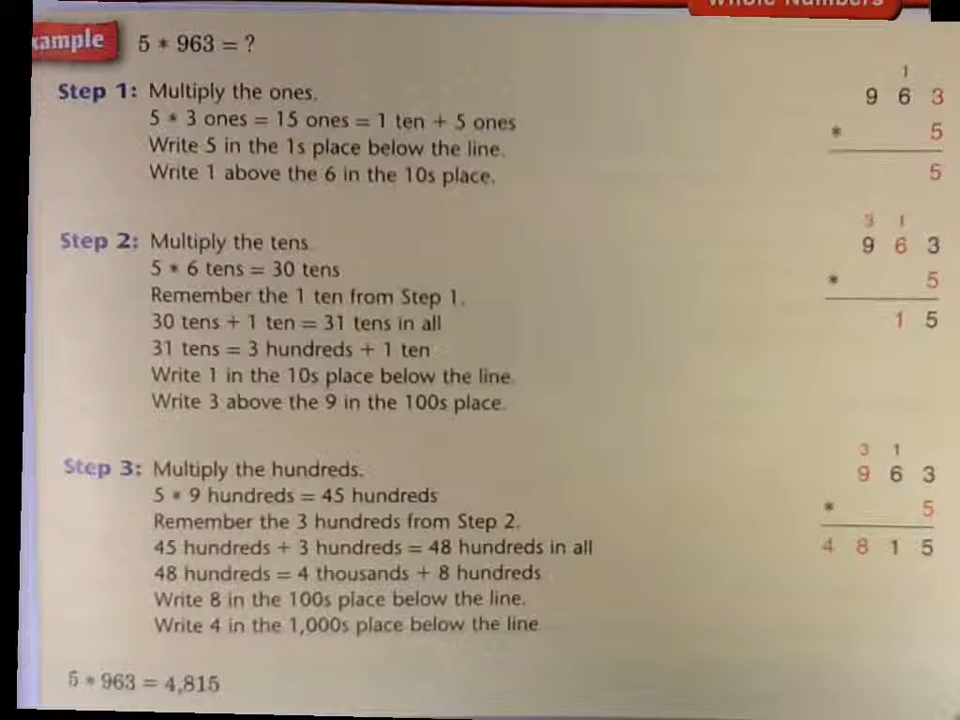 Whole Numbers
xample
5 * 963 = ?
Step 1: Multiply the ones.
5 * 3 ones = 15 ones = 1 ten + 5 ones
Write 5 in the 1s place below the line.
Write 1 above the 6 in the 10s place.
1
9 6 3
* 5
5
Step 2: Multiply the tens.
5 * 6 tens = 30 tens
Remember the 1 ten from Step 1.
30 tens + 1 ten = 31 tens in all
31 tens = 3 hundreds + 1 ten
Write 1 in the 10s place below the line.
Write 3 above the 9 in the 100s place.
3 1
9 6 3
* 5
1 5
Step 3: Multiply the hundreds.
5 * 9 hundreds = 45 hundreds
Remember the 3 hundreds from Step 2.
45 hundreds + 3 hundreds = 48 hundreds in all
48 hundreds = 4 thousands + 8 hundreds
Write 8 in the 100s place below the line.
Write 4 in the 1,000s place below the line.
3 1
9 6 3
* 5
4 8 1 5
5 * 963 = 4,815